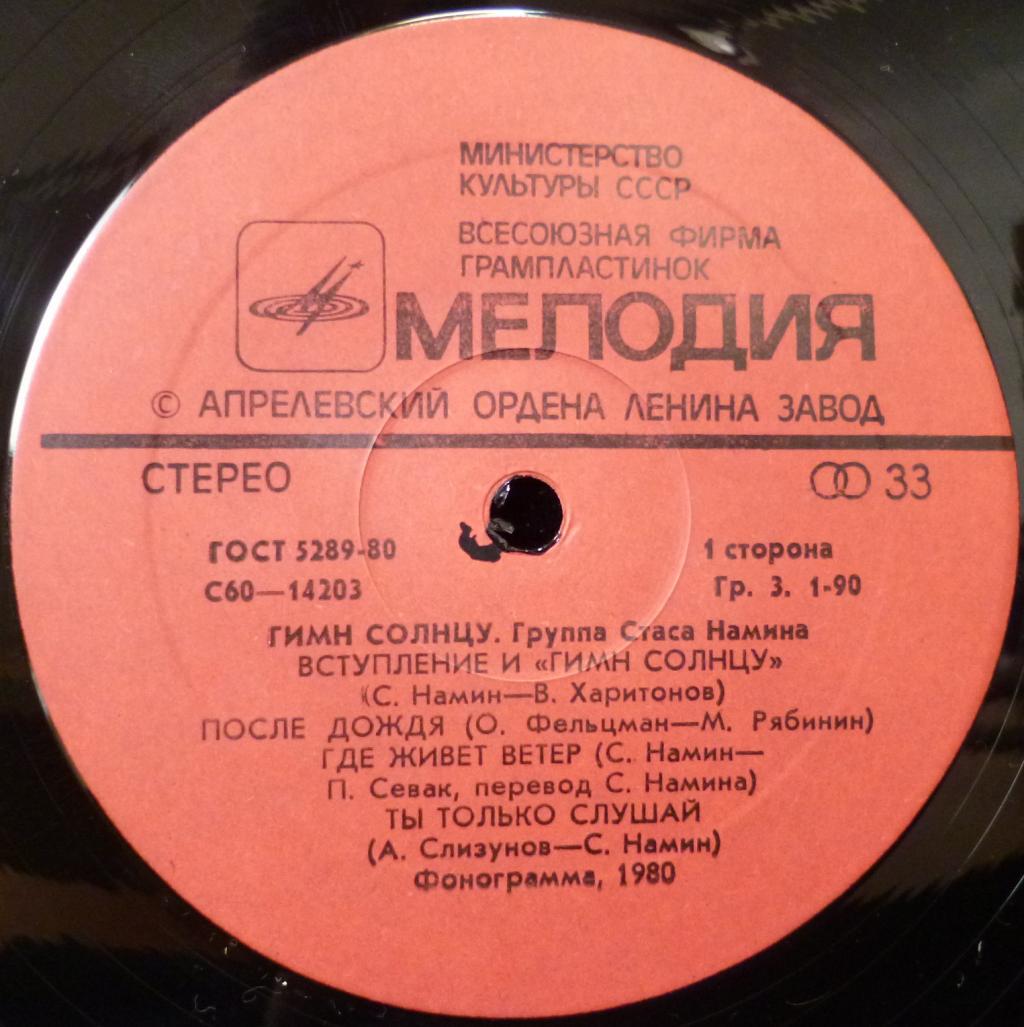 МИНИСТЕРСТВО
КУЛЬТУРЫ СССР
ВСЕСОЮЗНАЯ ФИРМА
ГРАМПЛАСТИНОК
МЕЛОДИЯ
© АПРЕЛЕВСКИЙ ОРДЕНА ЛЕНИНА ЗАВОД
СТЕРЕО 33
ГОСТ 5289-80 1 сторона
С60—14203 Гр. 3. 1-90
ГИМН СОЛНЦУ. Группа Стаса Намина
ВСТУПЛЕНИЕ И «ГИМН СОЛНЦУ»
(С. Намин—В. Харитонов)
ПОСЛЕ ДОЖДЯ (О. Фельцман—М. Рябинин)
ГДЕ ЖИВЕТ ВЕТЕР (С. Намин—
П. Севак, перевод С. Намина)
ТЫ ТОЛЬКО СЛУШАЙ
(А. Слизунов—С. Намин)
Фонограмма, 1980